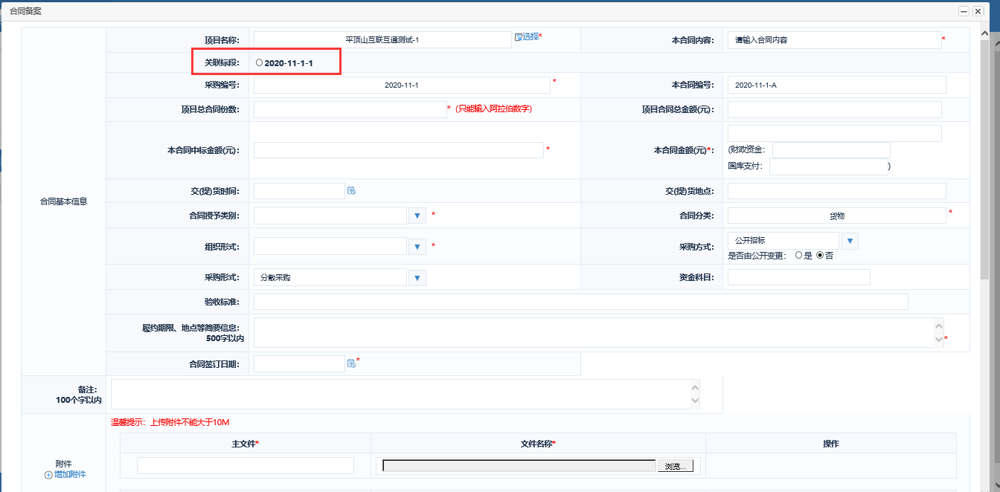 合同备案
项目名称: 平顶山互联互通测试-1 选择* 本合同内容: 请输入合同内容 *
关联标段: 2020-11-1-1
采购编号: 2020-11-1 * 本合同编号: 2020-11-1-A
项目总合同份数: * (只能输入阿拉伯数字) 项目合同总金额(元):
本合同中标金额(元): * 本合同金额(元)*:
(财政资金:
国库支付: )
交(提)货时间: 交(提)货地点:
合同授予类别: * 合同分类: 货物 *
组织形式: * 采购方式: 公开招标
是否由公开变更: 是 否
采购形式: 分散采购 资金科目:
验收标准:
履约期限、地点等简要信息:
500字以内 *
合同签订日期: *
合同基本信息
备注:
100个字以内
温馨提示: 上传附件不能大于10M
主文件* 文件名称* 操作
附件
增加附件
浏览...